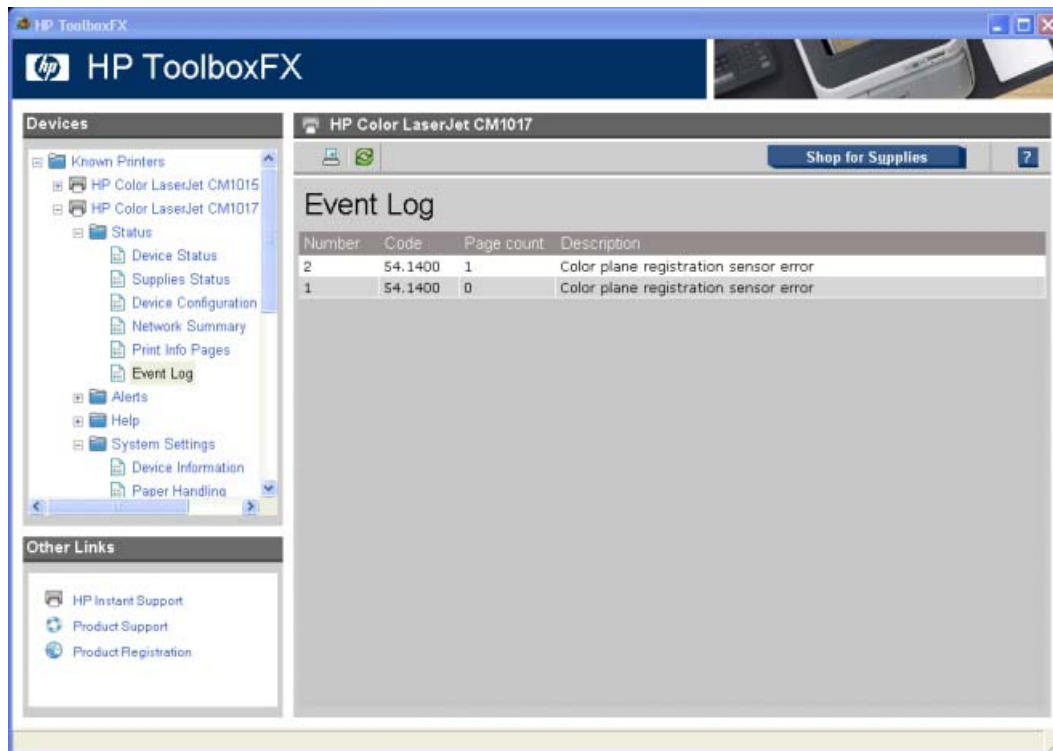 HP ToolboxFX
hp HP ToolboxFX
Devices
Known Printers
HP Color LaserJet CM1015
HP Color LaserJet CM1017
Status
Device Status
Supplies Status
Device Configuration
Network Summary
Print Info Pages
Event Log
Alerts
Help
System Settings
Device Information
Paper Handling
Other Links
HP Instant Support
Product Support
Product Registration
HP Color LaserJet CM1017
Shop for Supplies ?
Event Log
Number Code Page count Description
2 54.1400 1 Color plane registration sensor error
1 54.1400 0 Color plane registration sensor error